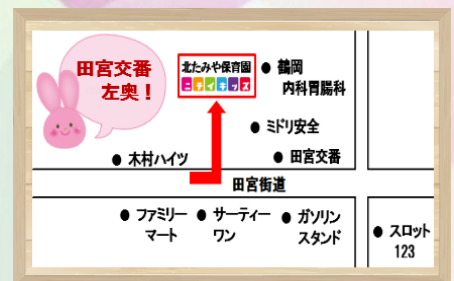 田宮交番
左奥！
北たみや保育園
ニチイキッズ
鶴岡
内科胃腸科
ミドリ安全
木村ハイツ
田宮交番
田宮街道
ファミリー
マート
サーティー
ワン
ガソリン
スタンド
スロット
123